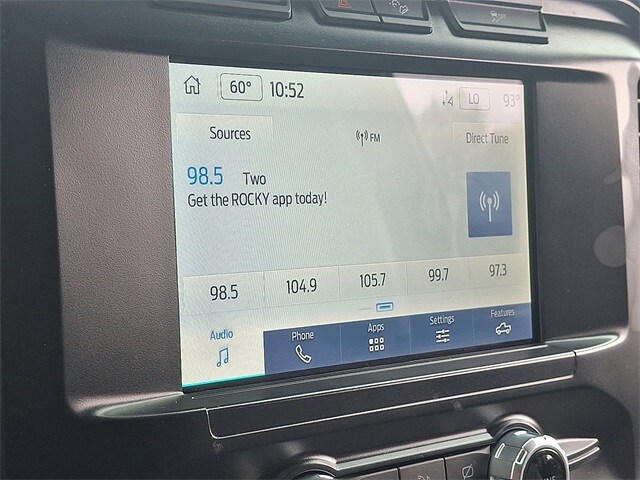 60° 10:52 LO 93°
Sources FM Direct Tune
98.5 Two
Get the ROCKY app today!
98.5 104.9 105.7 99.7 97.3
Audio Phone Apps Settings Features